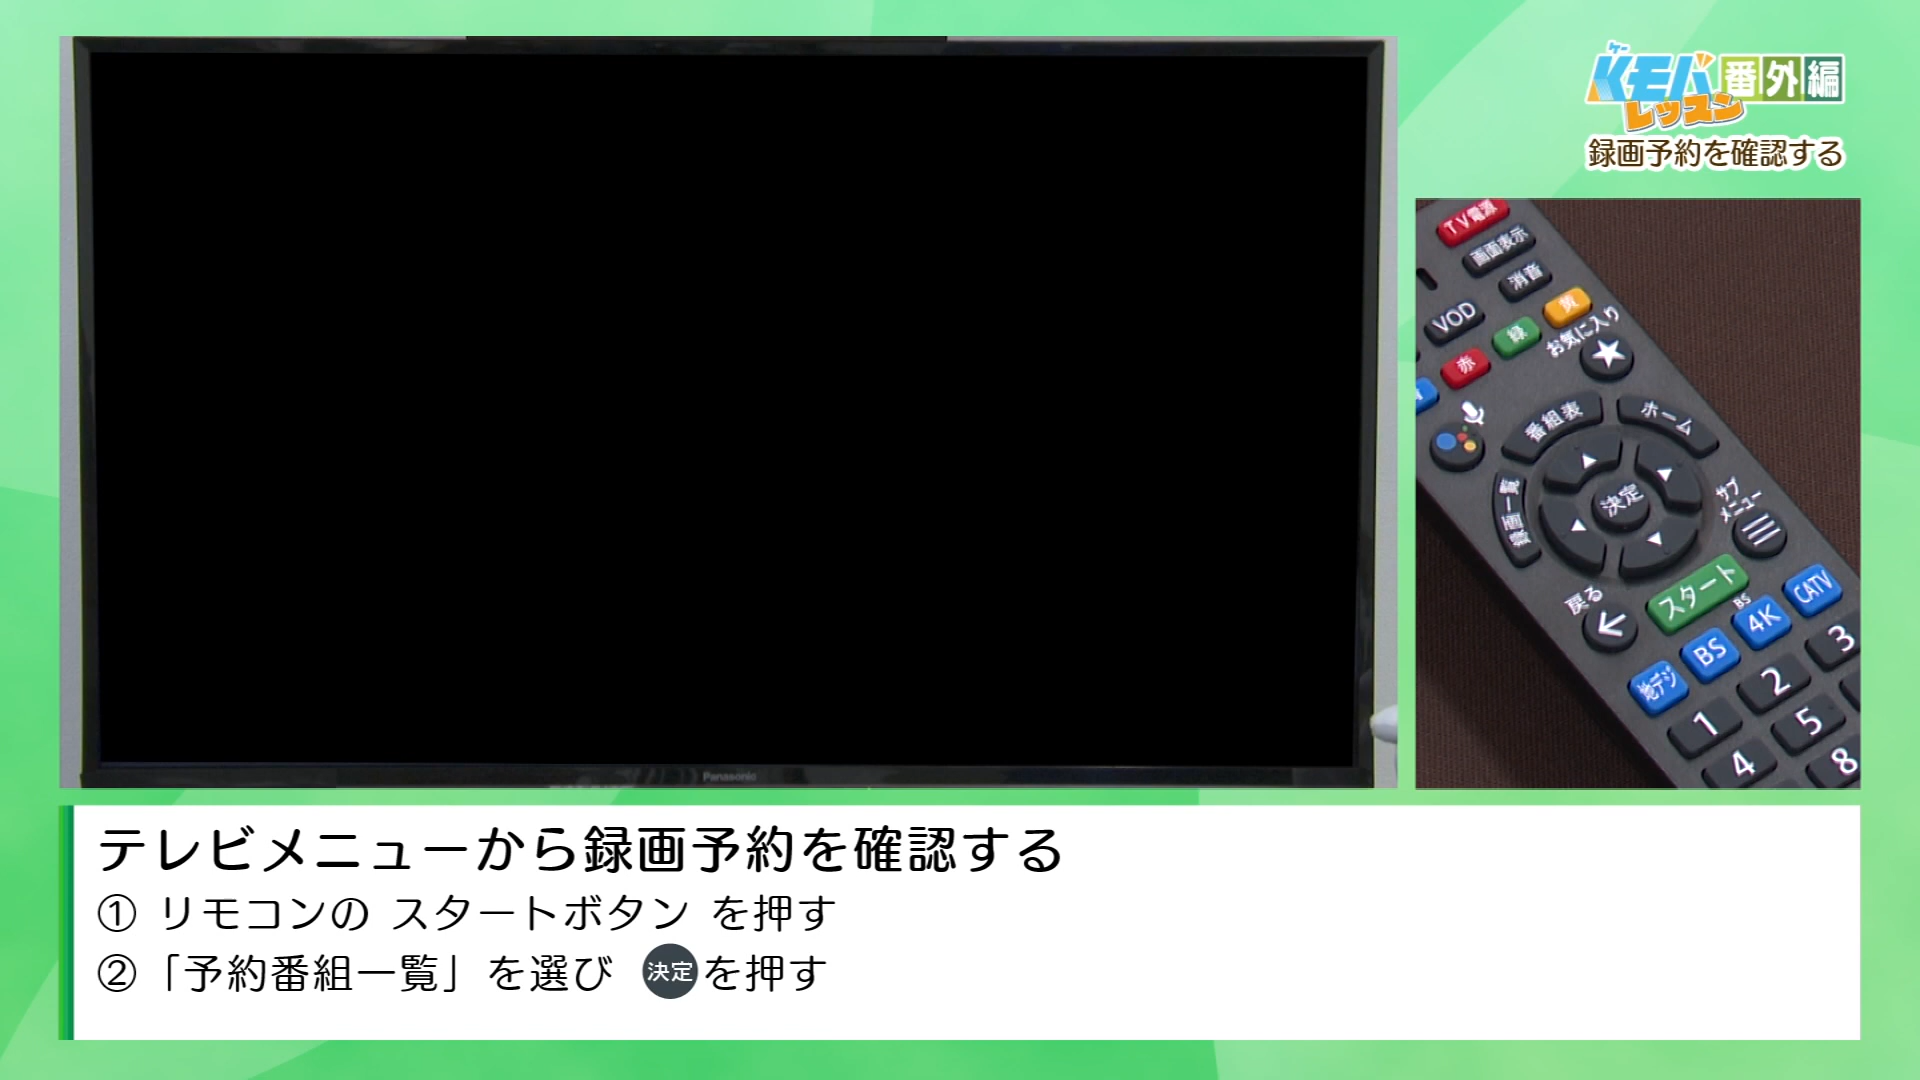 ケー
Kモバ 番外編
レッスン
録画予約を確認する
TV電源
画面表示
消音
VOD
黄
緑
赤
お気に入り
番組表
ホーム
録画一覧
決定
サブ
メニュー
戻る
スタート
地デジ
BS
BS
4K
CATV
1
2
3
4
5
8
Panasonic
テレビメニューから録画予約を確認する
① リモコンの スタートボタン を押す
② 「予約番組一覧」 を選び 決定 を押す